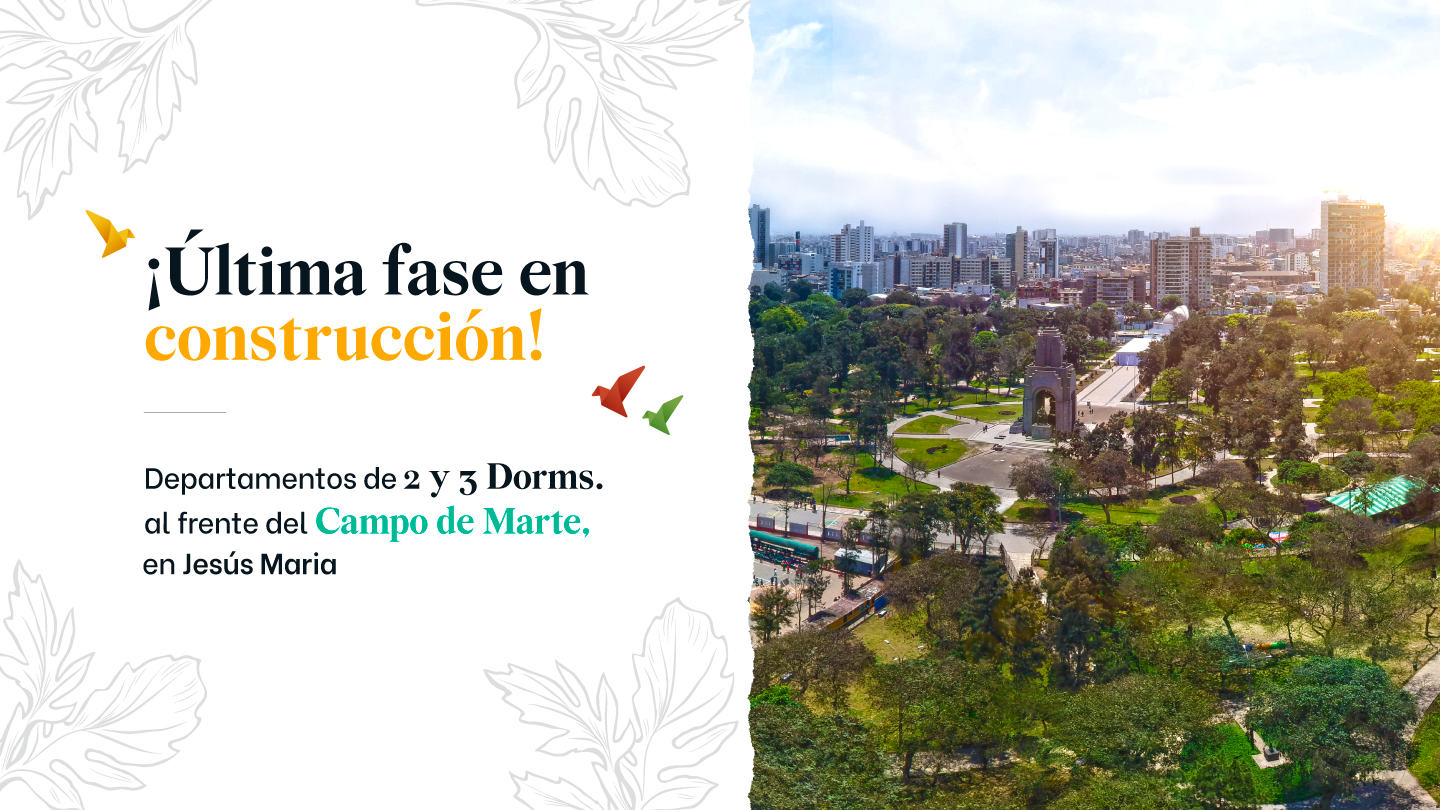 ¡Última fase en
construcción!
Departamentos de 2 y 3 Dorms.
al frente del Campo de Marte,
en Jesús Maria